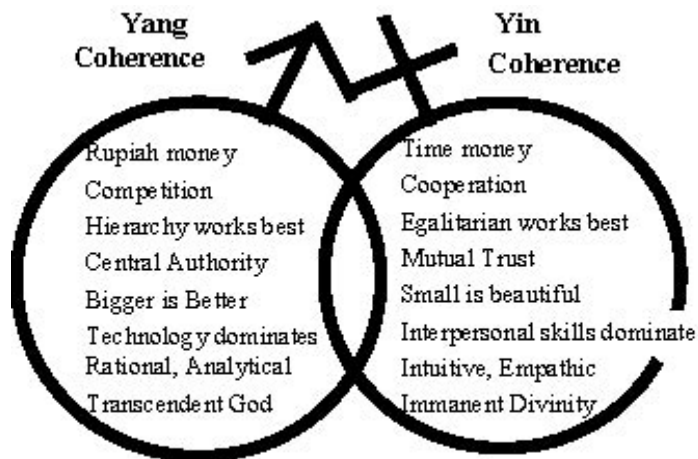 Yang
Coherence
Yin
Coherence
Rupiah money
Competition
Hierarchy works best
Central Authority
Bigger is Better
Technology dominates
Rational, Analytical
Transcendent God
Time money
Cooperation
Egalitarian works best
Mutual Trust
Small is beautiful
Interpersonal skills dominate
Intuitive, Empathic
Immanent Divinity